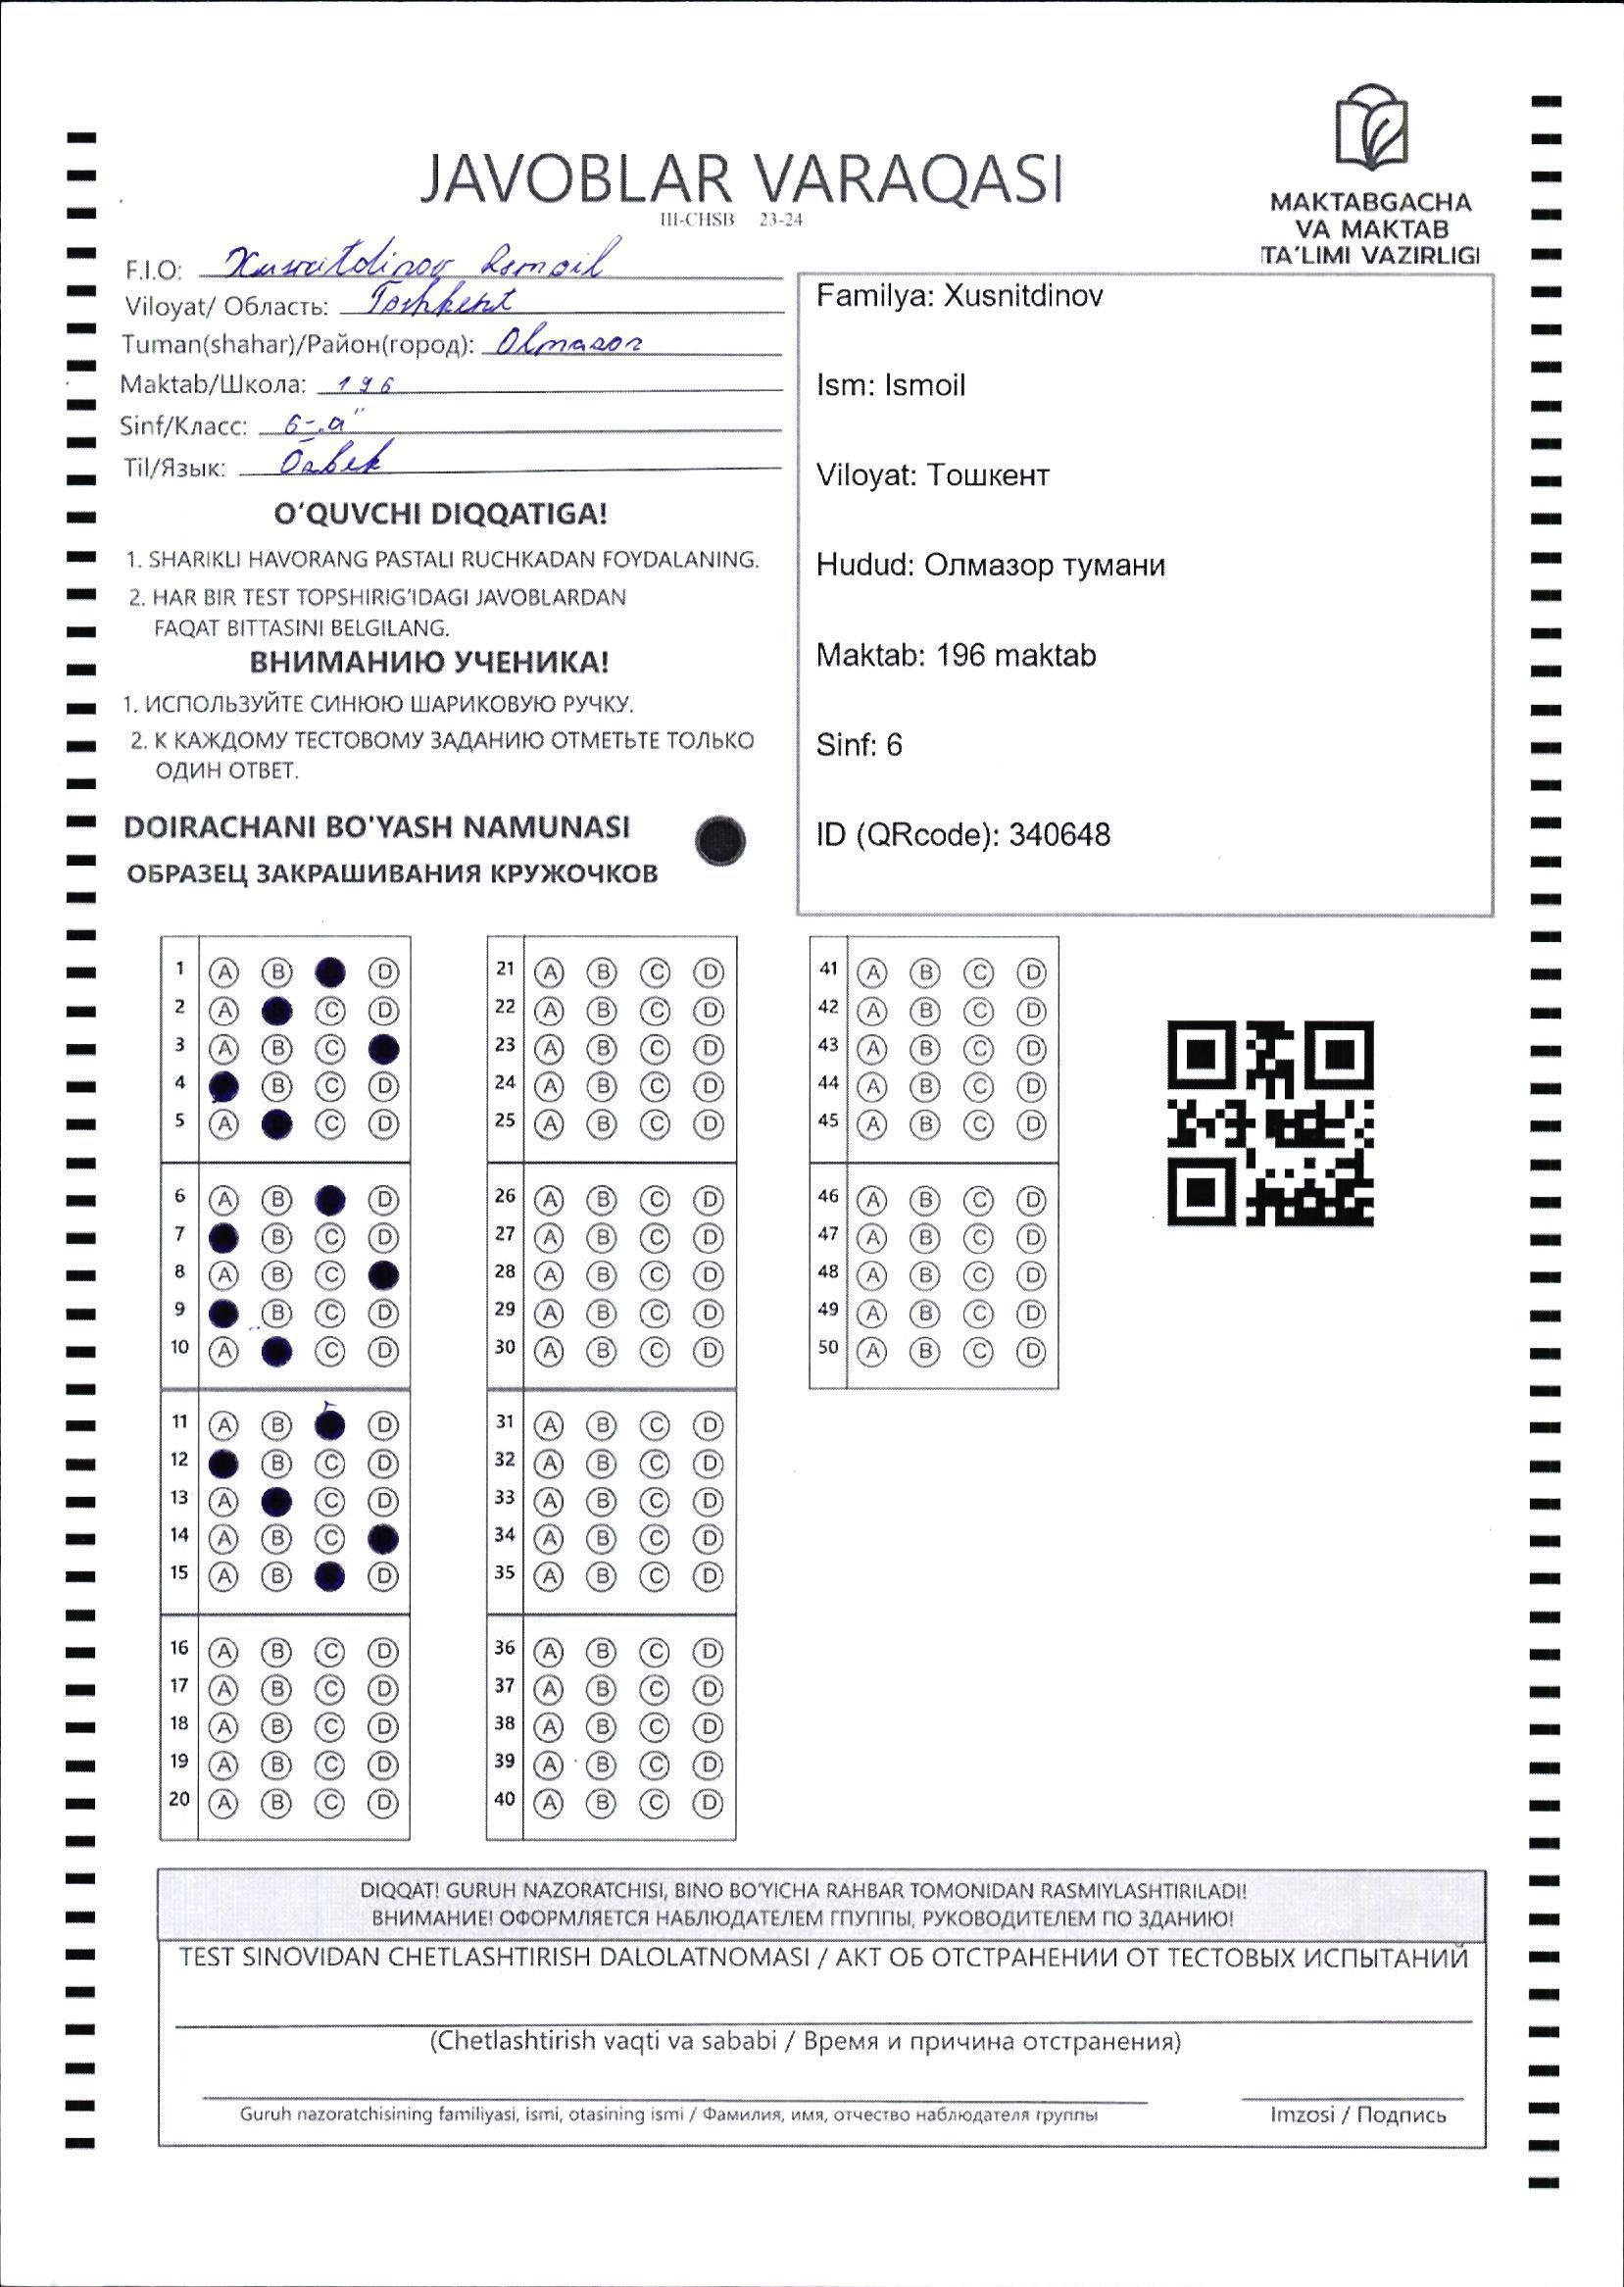 JAVOBLAR VARAQASI
III-CHSB 23-24
MAKTABGACHA
VA MAKTAB
TA'LIMI VAZIRLIGI
F.I.O: Xusnitdinov Ismoil
Viloyat/ Область: Toshkent
Tuman(shahar)/Район(город): Olmazor
Maktab/Школа: 196
Sinf/Класс: 6-"a"
Til/Язык: Özbek
O'QUVCHI DIQQATIGA!
1. SHARIKLI HAVORANG PASTALI RUCHKADAN FOYDALANING.
2. HAR BIR TEST TOPSHIRIG'IDAGI JAVOBLARDAN
FAQAT BITTASINI BELGILANG.
ВНИМАНИЮ УЧЕНИКА!
1. ИСПОЛЬЗУЙТЕ СИНЮЮ ШАРИКОВУЮ РУЧКУ.
2. К КАЖДОМУ ТЕСТОВОМУ ЗАДАНИЮ ОТМЕТЬТЕ ТОЛЬКО
ОДИН ОТВЕТ.
DOIRACHANI BO'YASH NAMUNASI
ОБРАЗЕЦ ЗАКРАШИВАНИЯ КРУЖОЧКОВ
Familya: Xusnitdinov
Ism: Ismoil
Viloyat: Тошкент
Hudud: Олмазор тумани
Maktab: 196 maktab
Sinf: 6
ID (QRcode): 340648
1 A B D
2 A C D
3 A B C
4 B C D
5 A C D
6 A B D
7 B C D
8 A B C
9 B C D
10 A C D
11 A B D
12 B C D
13 A C D
14 A B C
15 A B D
16 A B C D
17 A B C D
18 A B C D
19 A B C D
20 A B C D
21 A B C D
22 A B C D
23 A B C D
24 A B C D
25 A B C D
26 A B C D
27 A B C D
28 A B C D
29 A B C D
30 A B C D
31 A B C D
32 A B C D
33 A B C D
34 A B C D
35 A B C D
36 A B C D
37 A B C D
38 A B C D
39 A B C D
40 A B C D
41 A B C D
42 A B C D
43 A B C D
44 A B C D
45 A B C D
46 A B C D
47 A B C D
48 A B C D
49 A B C D
50 A B C D
DIQQAT! GURUH NAZORATCHISI, BINO BO'YICHA RAHBAR TOMONIDAN RASMIYLASHTIRILADI!
ВНИМАНИЕ! ОФОРМЛЯЕТСЯ НАБЛЮДАТЕЛЕМ ГПУППЫ, РУКОВОДИТЕЛЕМ ПО ЗДАНИЮ!
TEST SINOVIDAN CHETLASHTIRISH DALOLATNOMASI / АКТ ОБ ОТСТРАНЕНИИ ОТ ТЕСТОВЫХ ИСПЫТАНИЙ
(Chetlashtirish vaqti va sababi / Время и причина отстранения)
Guruh nazoratchisining familiyasi, ismi, otasining ismi / Фамилия, имя, отчество наблюдателя группы
Imzosi / Подпись